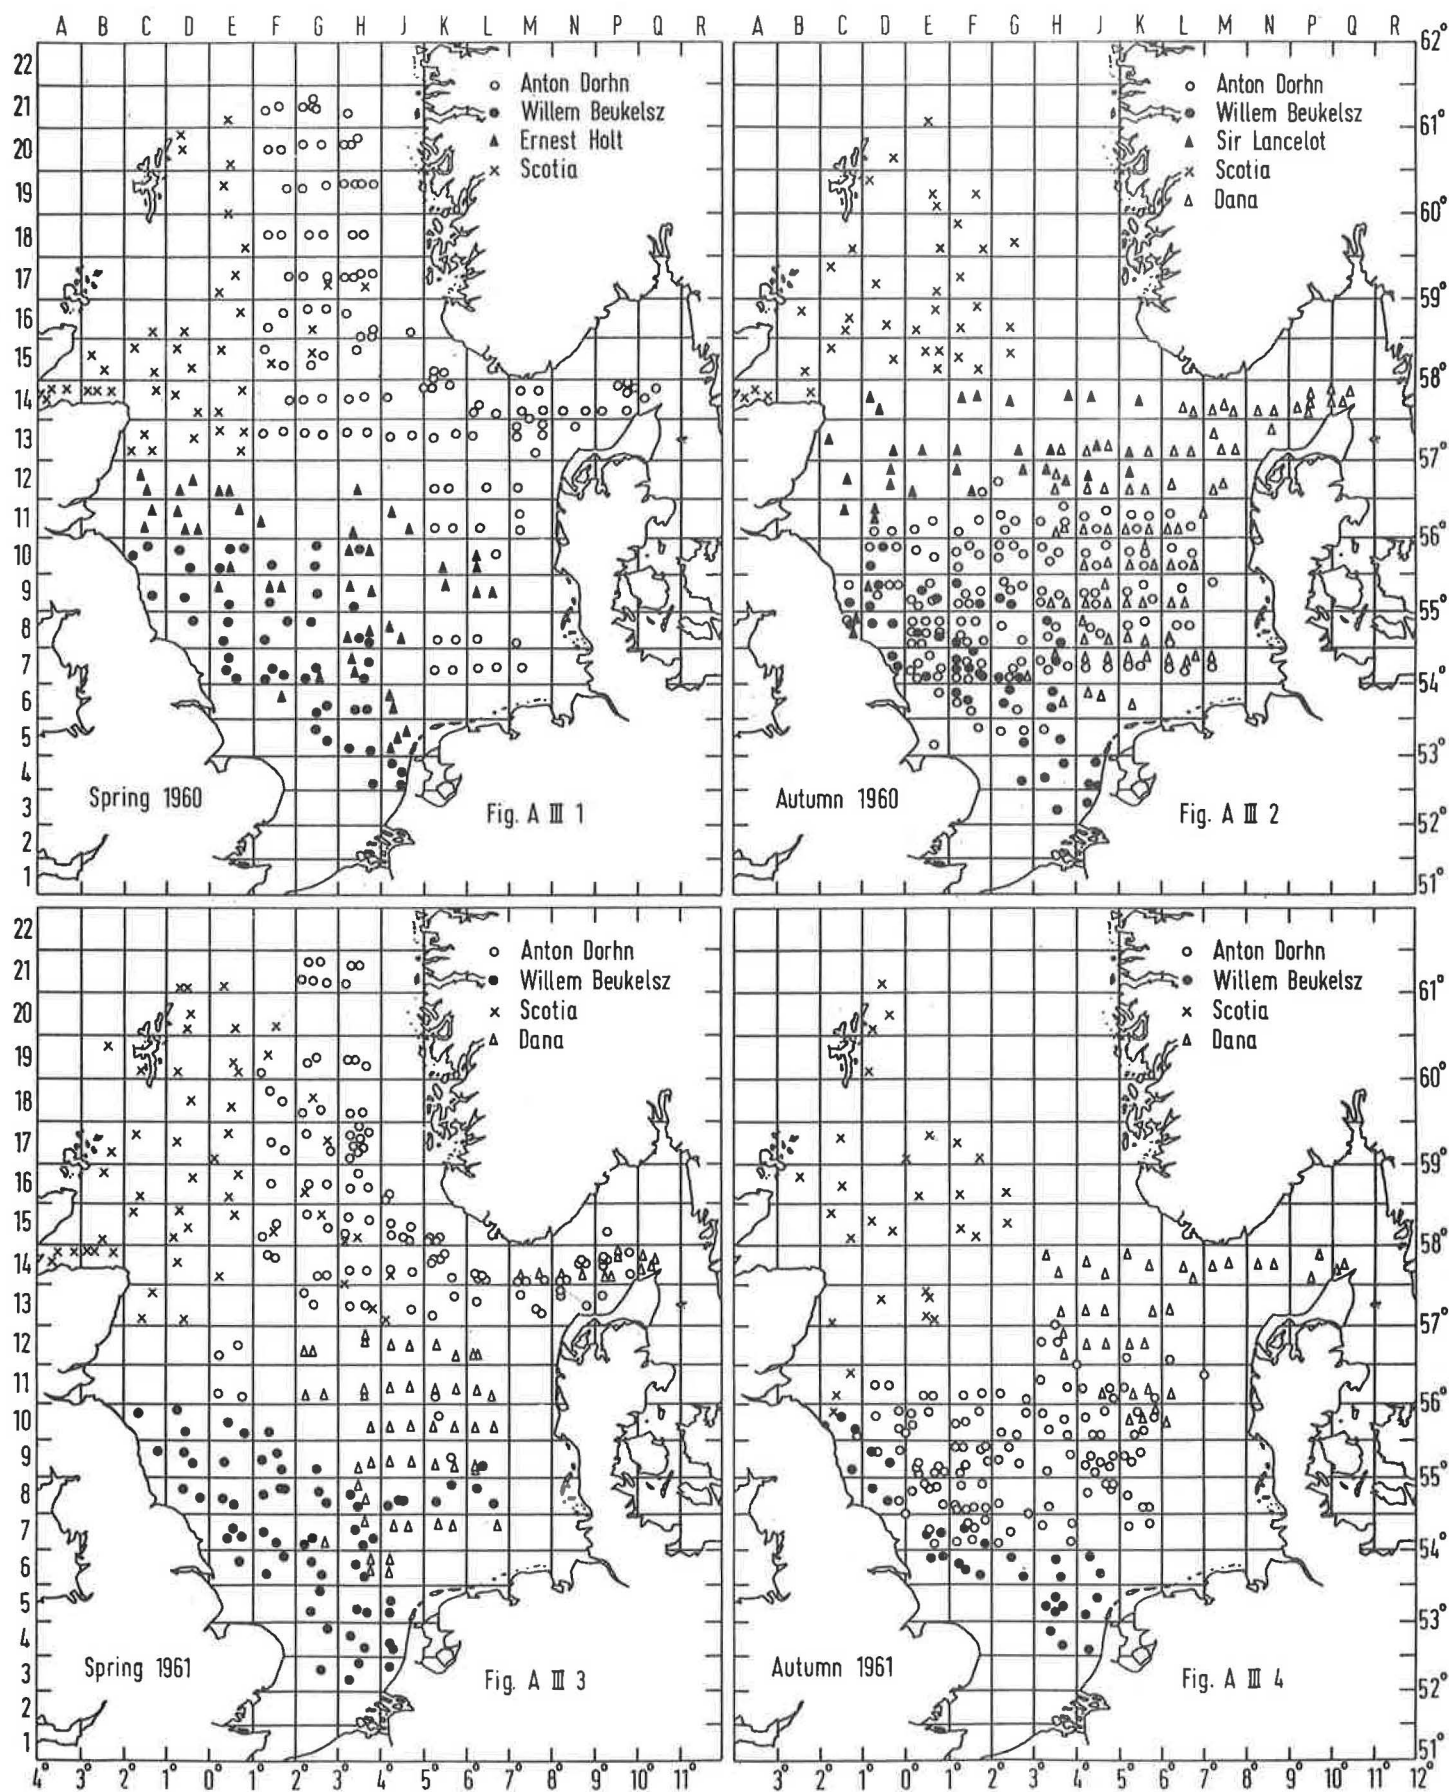 A B C D E F G H J K L M N P Q R
A B C D E F G H J K L M N P Q R
22
21
20
19
18
17
16
15
14
13
12
11
10
9
8
7
6
5
4
3
2
1
○ Anton Dorhn
● Willem Beukelsz
▲ Ernest Holt
× Scotia
Spring 1960
Fig. A III 1
○ Anton Dorhn
● Willem Beukelsz
▲ Sir Lancelot
× Scotia
△ Dana
Autumn 1960
Fig. A III 2
62°
61°
60°
59°
58°
57°
56°
55°
54°
53°
52°
51°
22
21
20
19
18
17
16
15
14
13
12
11
10
9
8
7
6
5
4
3
2
1
○ Anton Dorhn
● Willem Beukelsz
× Scotia
△ Dana
Spring 1961
Fig. A III 3
○ Anton Dorhn
● Willem Beukelsz
× Scotia
△ Dana
Autumn 1961
Fig. A III 4
61°
60°
59°
58°
57°
56°
55°
54°
53°
52°
51°
4° 3° 2° 1° 0° 1° 2° 3° 4° 5° 6° 7° 8° 9° 10° 11°
3° 2° 1° 0° 1° 2° 3° 4° 5° 6° 7° 8° 9° 10° 11° 12°